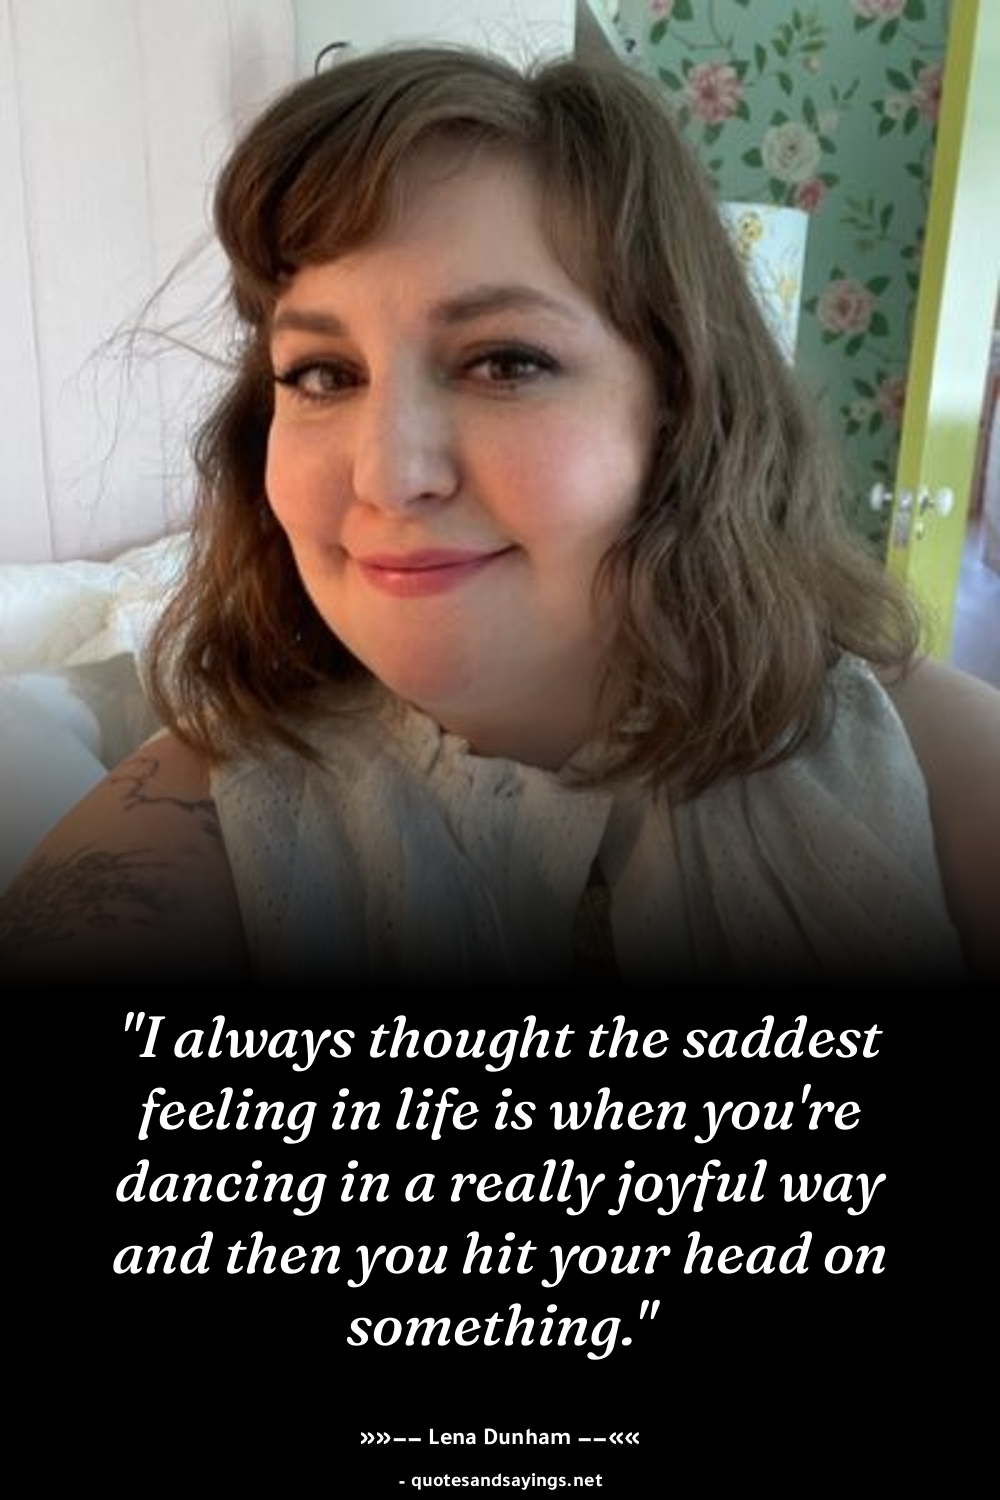 "I always thought the saddest
feeling in life is when you're
dancing in a really joyful way
and then you hit your head on
something."
»»−− Lena Dunham −−««
- quotesandsayings.net